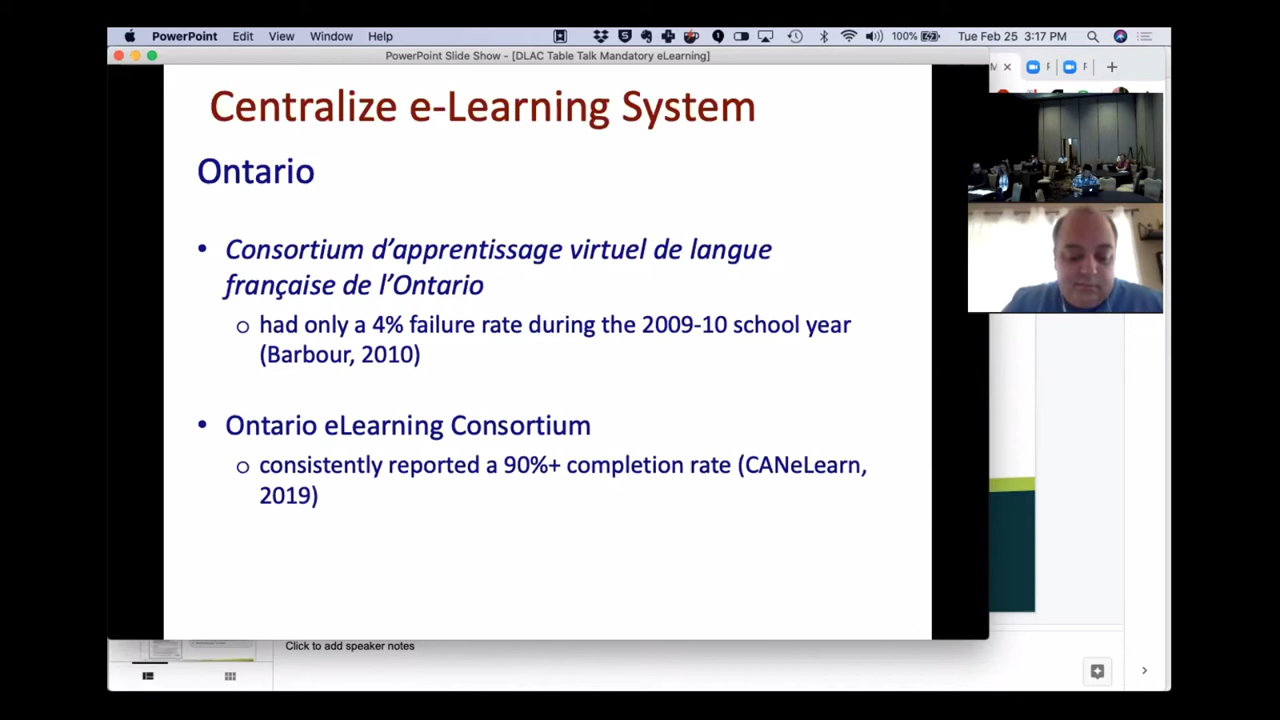 PowerPoint Edit View Window Help 100% Tue Feb 25 3:17 PM
PowerPoint Slide Show - [DLAC Table Talk Mandatory eLearning]
Centralize e-Learning System
Ontario
• Consortium d’apprentissage virtuel de langue
française de l’Ontario
o had only a 4% failure rate during the 2009-10 school year
(Barbour, 2010)
• Ontario eLearning Consortium
o consistently reported a 90%+ completion rate (CANeLearn,
2019)
Click to add speaker notes